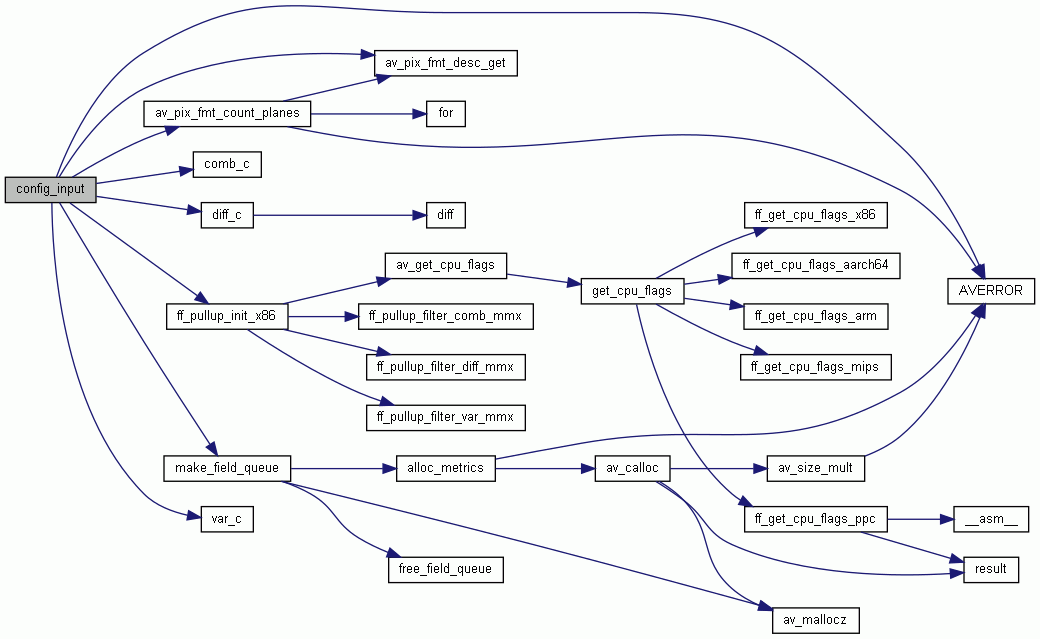 av_pix_fmt_desc_get
av_pix_fmt_count_planes
for
comb_c
config_input
diff_c
diff
ff_get_cpu_flags_x86
av_get_cpu_flags
ff_get_cpu_flags_aarch64
get_cpu_flags
AVERROR
ff_pullup_init_x86
ff_pullup_filter_comb_mmx
ff_get_cpu_flags_arm
ff_pullup_filter_diff_mmx
ff_get_cpu_flags_mips
ff_pullup_filter_var_mmx
make_field_queue
alloc_metrics
av_calloc
av_size_mult
var_c
ff_get_cpu_flags_ppc
__asm__
free_field_queue
result
av_mallocz